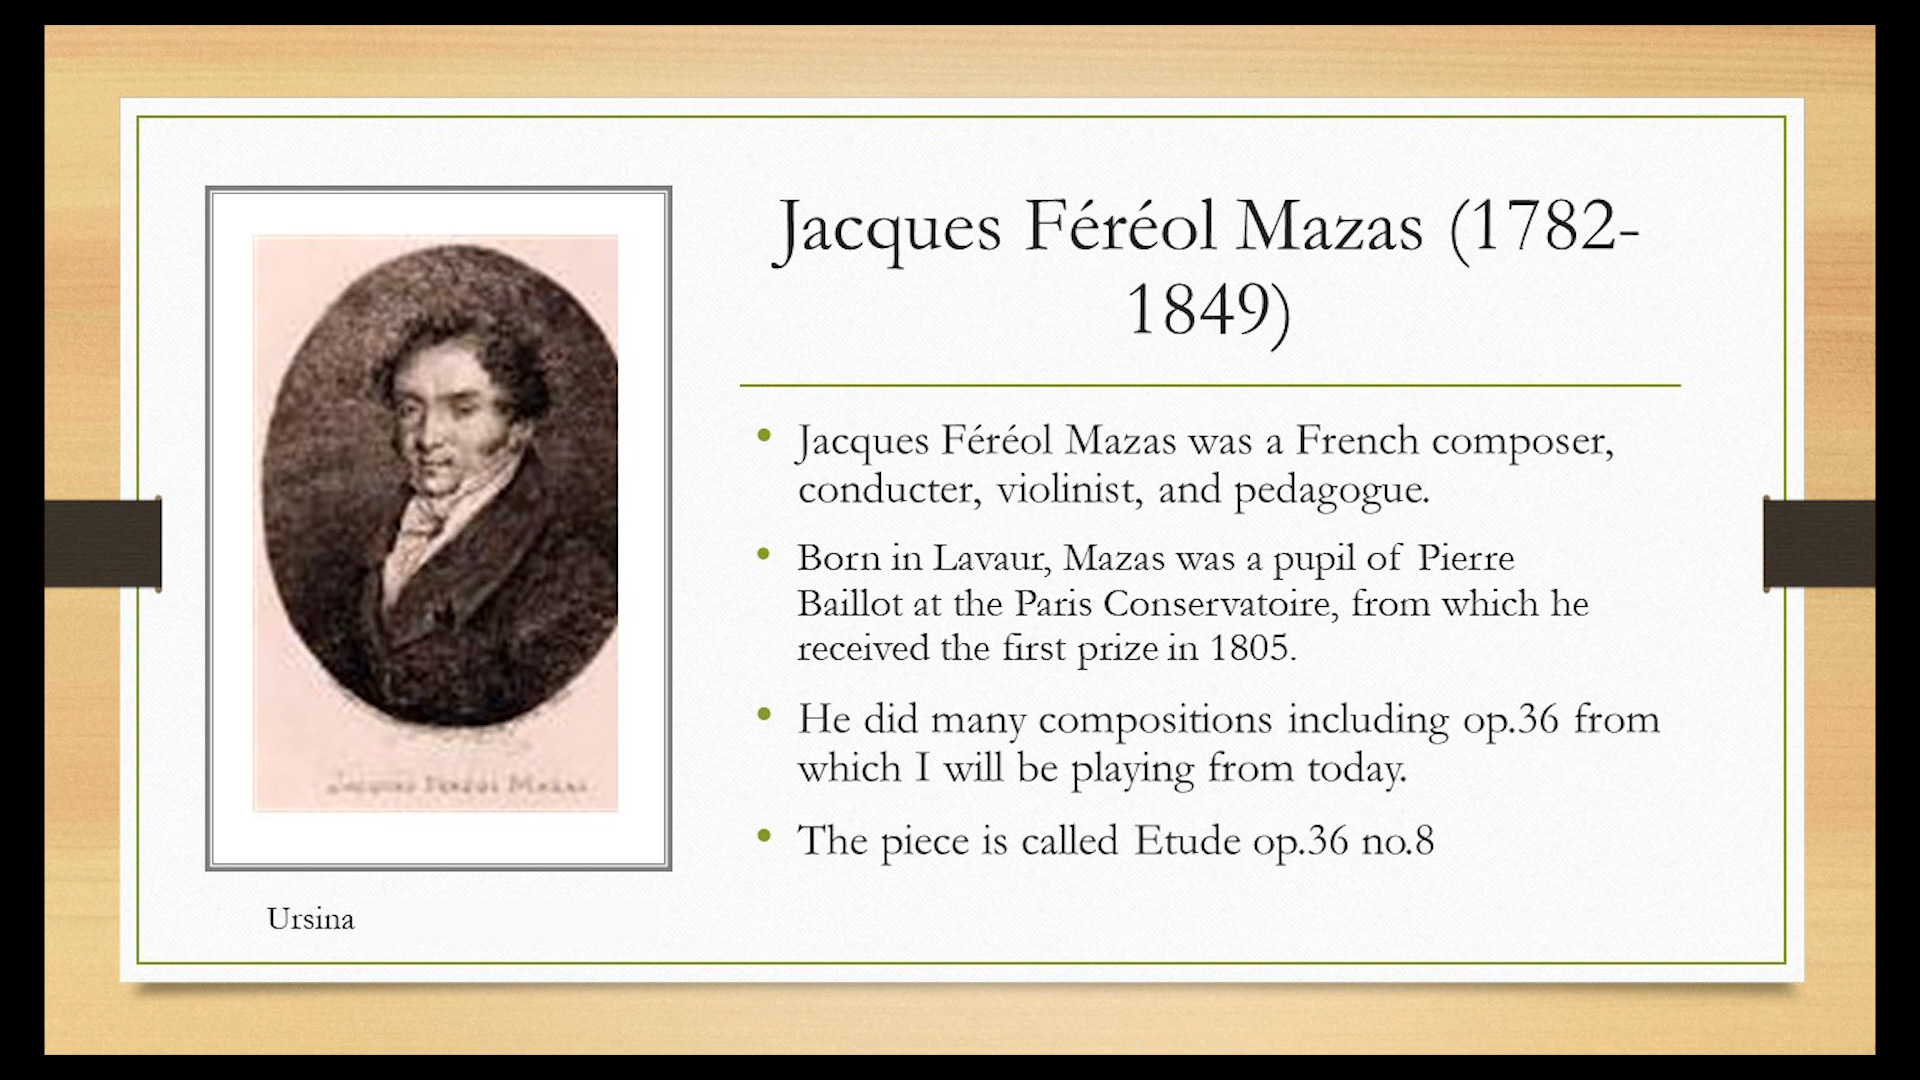 Jacques Féréol Mazas (1782-
1849)
• Jacques Féréol Mazas was a French composer,
conducter, violinist, and pedagogue.
• Born in Lavaur, Mazas was a pupil of Pierre
Baillot at the Paris Conservatoire, from which he
received the first prize in 1805.
• He did many compositions including op.36 from
which I will be playing from today.
• The piece is called Etude op.36 no.8
Jacques Féréol Mazas
Ursina